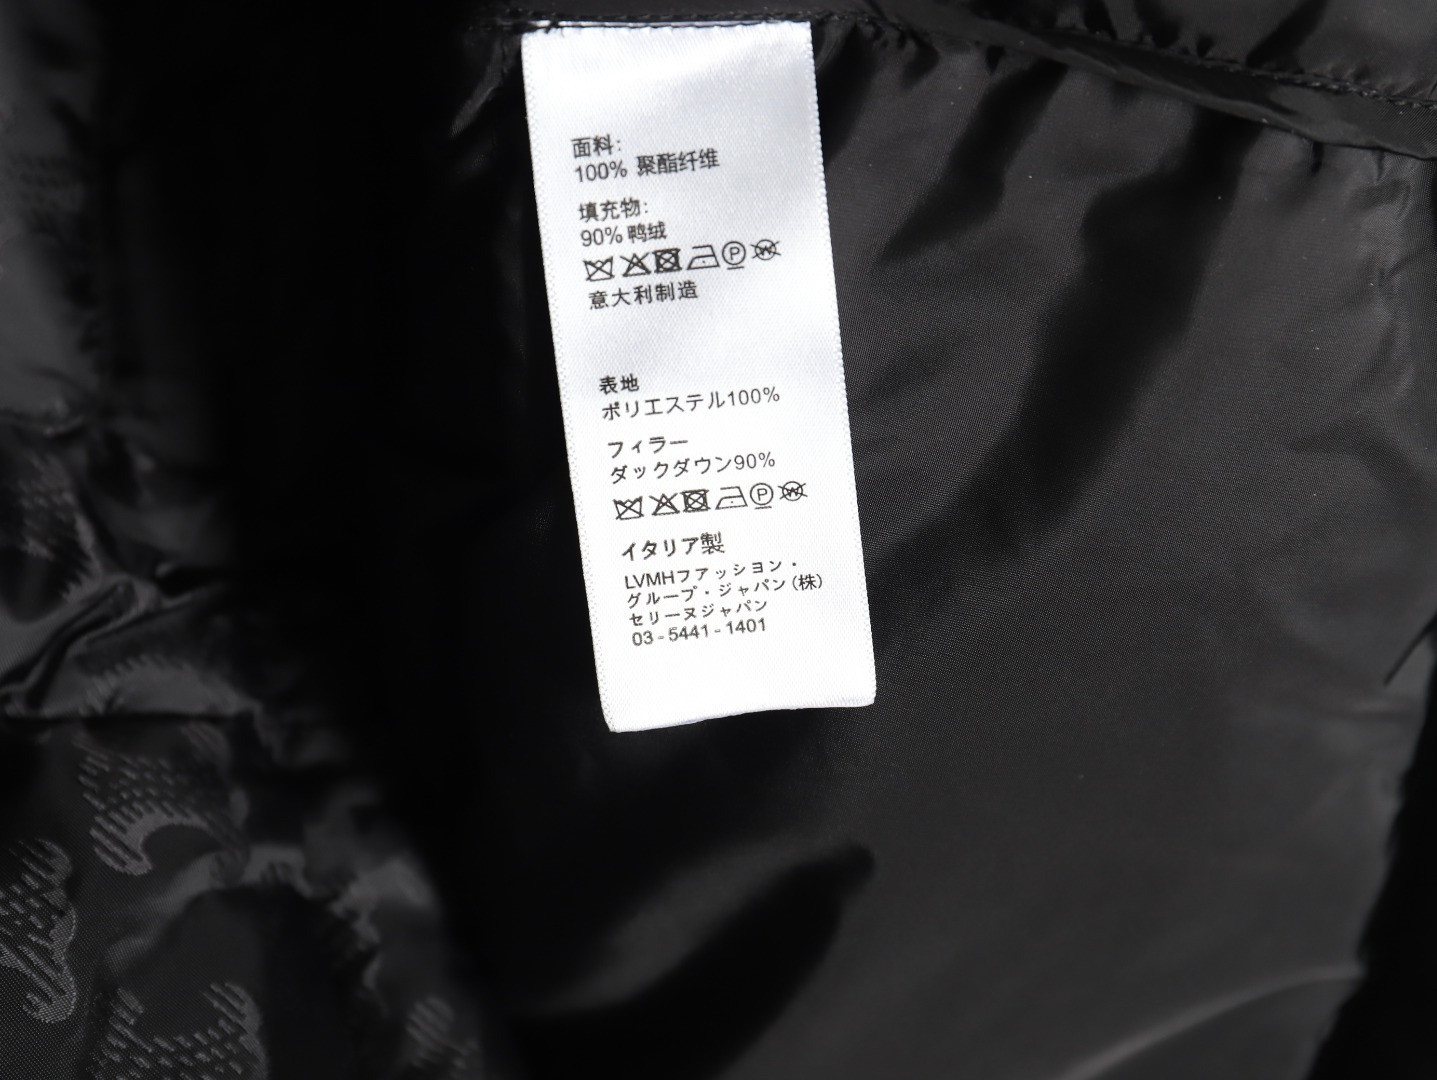 面料:
100% 聚酯纤维
填充物:
90% 鸭绒
P W
意大利制造
表地
ポリエステル100%
フィラー
ダックダウン90%
P W
イタリア製
LVMHファッション・
グループ・ジャパン(株)
セリーヌジャパン
03-5441-1401